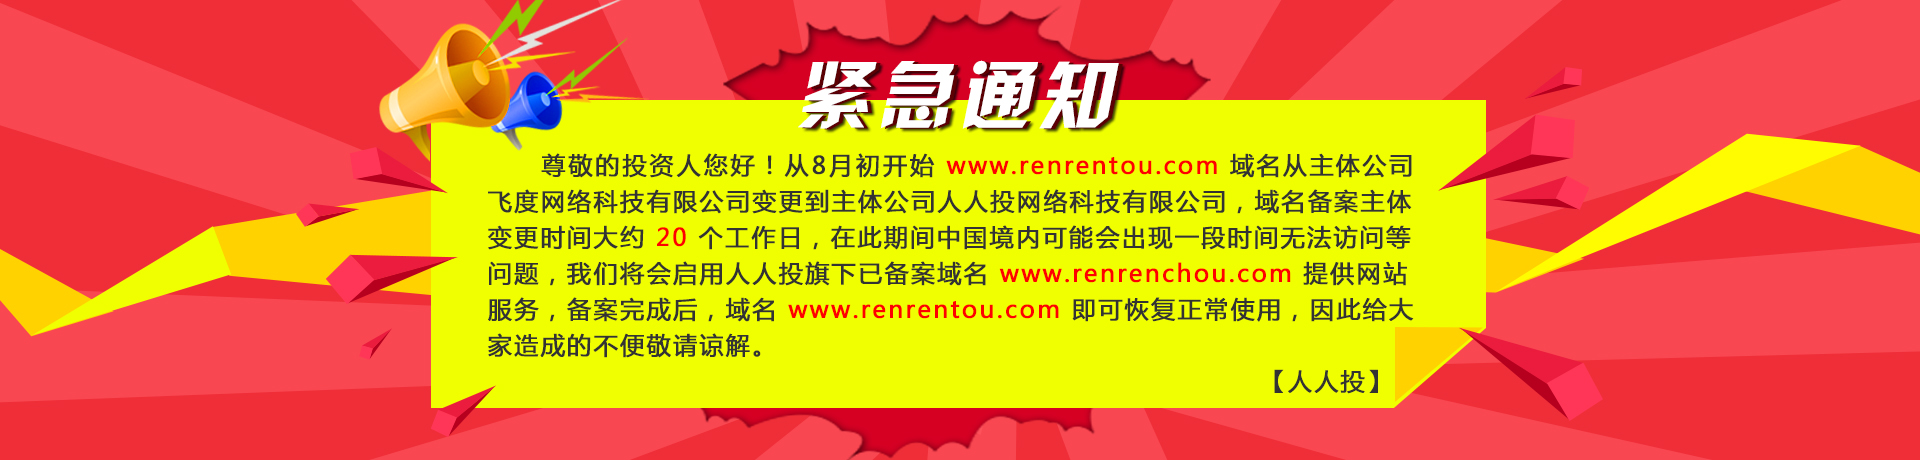 紧急通知
尊敬的投资人您好！从8月初开始 www.renrentou.com 域名从主体公司
飞度网络科技有限公司变更到主体公司人人投网络科技有限公司，域名备案主体
变更时间大约 20 个工作日，在此期间中国境内可能会出现一段时间无法访问等
问题，我们将会启用人人投旗下已备案域名 www.renrenchou.com 提供网站
服务，备案完成后，域名 www.renrentou.com 即可恢复正常使用，因此给大
家造成的不便敬请谅解。
【人人投】